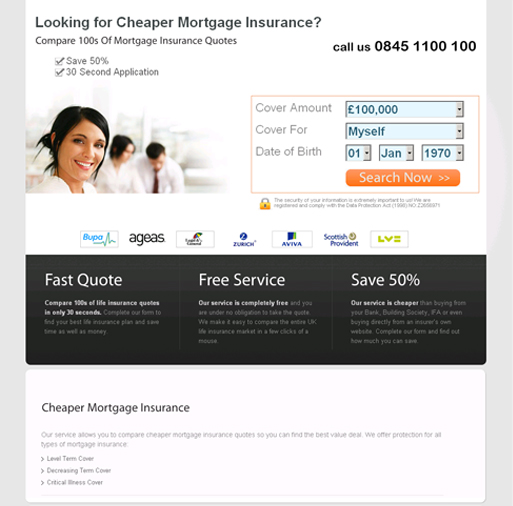 Looking for Cheaper Mortgage Insurance?
Compare 100s Of Mortgage Insurance Quotes
call us 0845 1100 100
Save 50%
30 Second Application
Cover Amount £100,000
Cover For Myself
Date of Birth 01 Jan 1970
Search Now >>
The security of your information is extremely important to us! We are
registered and comply with the Data Protection Act (1998) NO
Bupa ageas Legal & General ZURICH AVIVA Scottish Provident LV=
Fast Quote
Compare 100s of life insurance quotes
in only 30 seconds. Complete our form to
find your best life insurance plan and save
time as well as money.
Free Service
Our service is completely free and you
are under no obligation to take the quote.
We make it easy to compare the entire UK
life insurance market in a few clicks of a
mouse.
Save 50%
Our service is cheaper than buying from
your Bank, Building Society, IFA or even
buying directly from an insurer's own
website. Complete our form and find out
how much you can save.
Cheaper Mortgage Insurance
Our service allows you to compare cheaper mortgage insurance quotes so you can find the best value deal. We offer protection for all
types of mortgage insurance:
Level Term Cover
Decreasing Term Cover
Critical Illness Cover